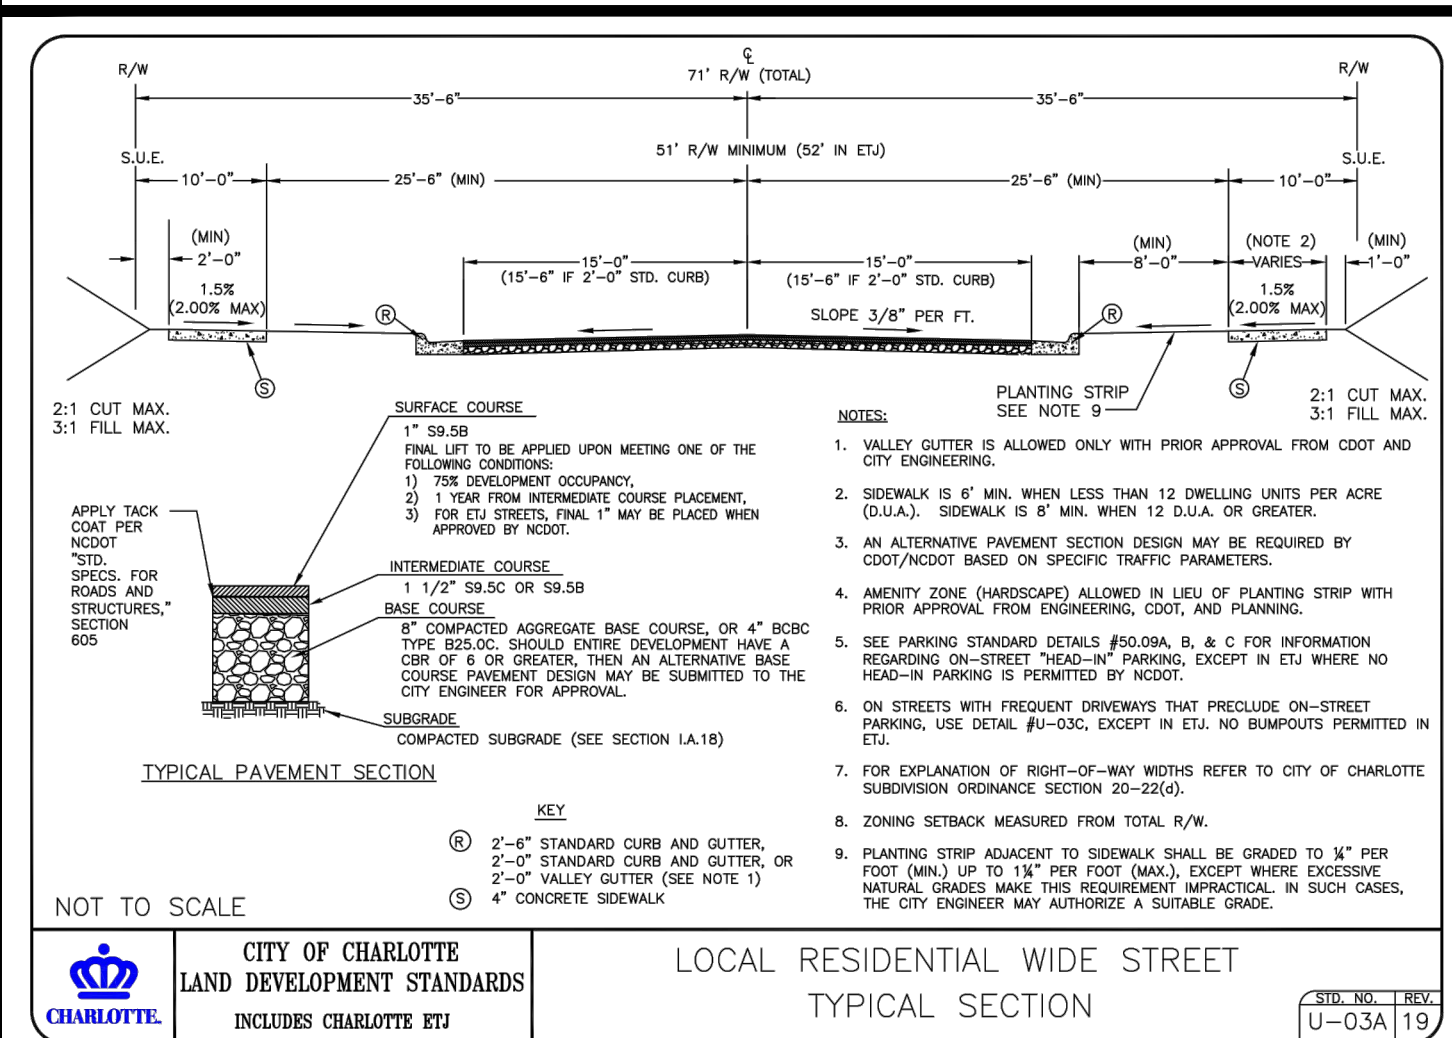 ℄
R/W
71' R/W (TOTAL)
R/W
35'-6"
35'-6"
51' R/W MINIMUM (52' IN ETJ)
S.U.E.
S.U.E.
10'-0"
25'-6" (MIN)
25'-6" (MIN)
10'-0"
(MIN)
2'-0"
15'-0"
(15'-6" IF 2'-0" STD. CURB)
15'-0"
(15'-6" IF 2'-0" STD. CURB)
(MIN)
8'-0"
(NOTE 2)
VARIES
(MIN)
1'-0"
1.5%
(2.00% MAX)
1.5%
(2.00% MAX)
R
SLOPE 3/8" PER FT.
R
S
S
2:1 CUT MAX.
3:1 FILL MAX.
PLANTING STRIP
SEE NOTE 9
2:1 CUT MAX.
3:1 FILL MAX.
SURFACE COURSE
1" S9.5B
FINAL LIFT TO BE APPLIED UPON MEETING ONE OF THE
FOLLOWING CONDITIONS:
1) 75% DEVELOPMENT OCCUPANCY,
2) 1 YEAR FROM INTERMEDIATE COURSE PLACEMENT,
3) FOR ETJ STREETS, FINAL 1" MAY BE PLACED WHEN
APPROVED BY NCDOT.
APPLY TACK
COAT PER
NCDOT
"STD.
SPECS. FOR
ROADS AND
STRUCTURES,"
SECTION
605
INTERMEDIATE COURSE
1 1/2" S9.5C OR S9.5B
BASE COURSE
8" COMPACTED AGGREGATE BASE COURSE, OR 4" BCBC
TYPE B25.0C. SHOULD ENTIRE DEVELOPMENT HAVE A
CBR OF 6 OR GREATER, THEN AN ALTERNATIVE BASE
COURSE PAVEMENT DESIGN MAY BE SUBMITTED TO THE
CITY ENGINEER FOR APPROVAL.
SUBGRADE
COMPACTED SUBGRADE (SEE SECTION I.A.18)
TYPICAL PAVEMENT SECTION
KEY
R 2'-6" STANDARD CURB AND GUTTER,
2'-0" STANDARD CURB AND GUTTER, OR
2'-0" VALLEY GUTTER (SEE NOTE 1)
S 4" CONCRETE SIDEWALK
NOTES:
1. VALLEY GUTTER IS ALLOWED ONLY WITH PRIOR APPROVAL FROM CDOT AND
CITY ENGINEERING.
2. SIDEWALK IS 6' MIN. WHEN LESS THAN 12 DWELLING UNITS PER ACRE
(D.U.A.). SIDEWALK IS 8' MIN. WHEN 12 D.U.A. OR GREATER.
3. AN ALTERNATIVE PAVEMENT SECTION DESIGN MAY BE REQUIRED BY
CDOT/NCDOT BASED ON SPECIFIC TRAFFIC PARAMETERS.
4. AMENITY ZONE (HARDSCAPE) ALLOWED IN LIEU OF PLANTING STRIP WITH
PRIOR APPROVAL FROM ENGINEERING, CDOT, AND PLANNING.
5. SEE PARKING STANDARD DETAILS #50.09A, B, & C FOR INFORMATION
REGARDING ON-STREET "HEAD-IN" PARKING, EXCEPT IN ETJ WHERE NO
HEAD-IN PARKING IS PERMITTED BY NCDOT.
6. ON STREETS WITH FREQUENT DRIVEWAYS THAT PRECLUDE ON-STREET
PARKING, USE DETAIL #U-03C, EXCEPT IN ETJ. NO BUMPOUTS PERMITTED IN
ETJ.
7. FOR EXPLANATION OF RIGHT-OF-WAY WIDTHS REFER TO CITY OF CHARLOTTE
SUBDIVISION ORDINANCE SECTION 20-22(d).
8. ZONING SETBACK MEASURED FROM TOTAL R/W.
9. PLANTING STRIP ADJACENT TO SIDEWALK SHALL BE GRADED TO ¼" PER
FOOT (MIN.) UP TO 1¼" PER FOOT (MAX.), EXCEPT WHERE EXCESSIVE
NATURAL GRADES MAKE THIS REQUIREMENT IMPRACTICAL. IN SUCH CASES,
THE CITY ENGINEER MAY AUTHORIZE A SUITABLE GRADE.
NOT TO SCALE
CHARLOTTE.
CITY OF CHARLOTTE
LAND DEVELOPMENT STANDARDS
INCLUDES CHARLOTTE ETJ
LOCAL RESIDENTIAL WIDE STREET
TYPICAL SECTION
STD. NO. REV.
U-03A 19